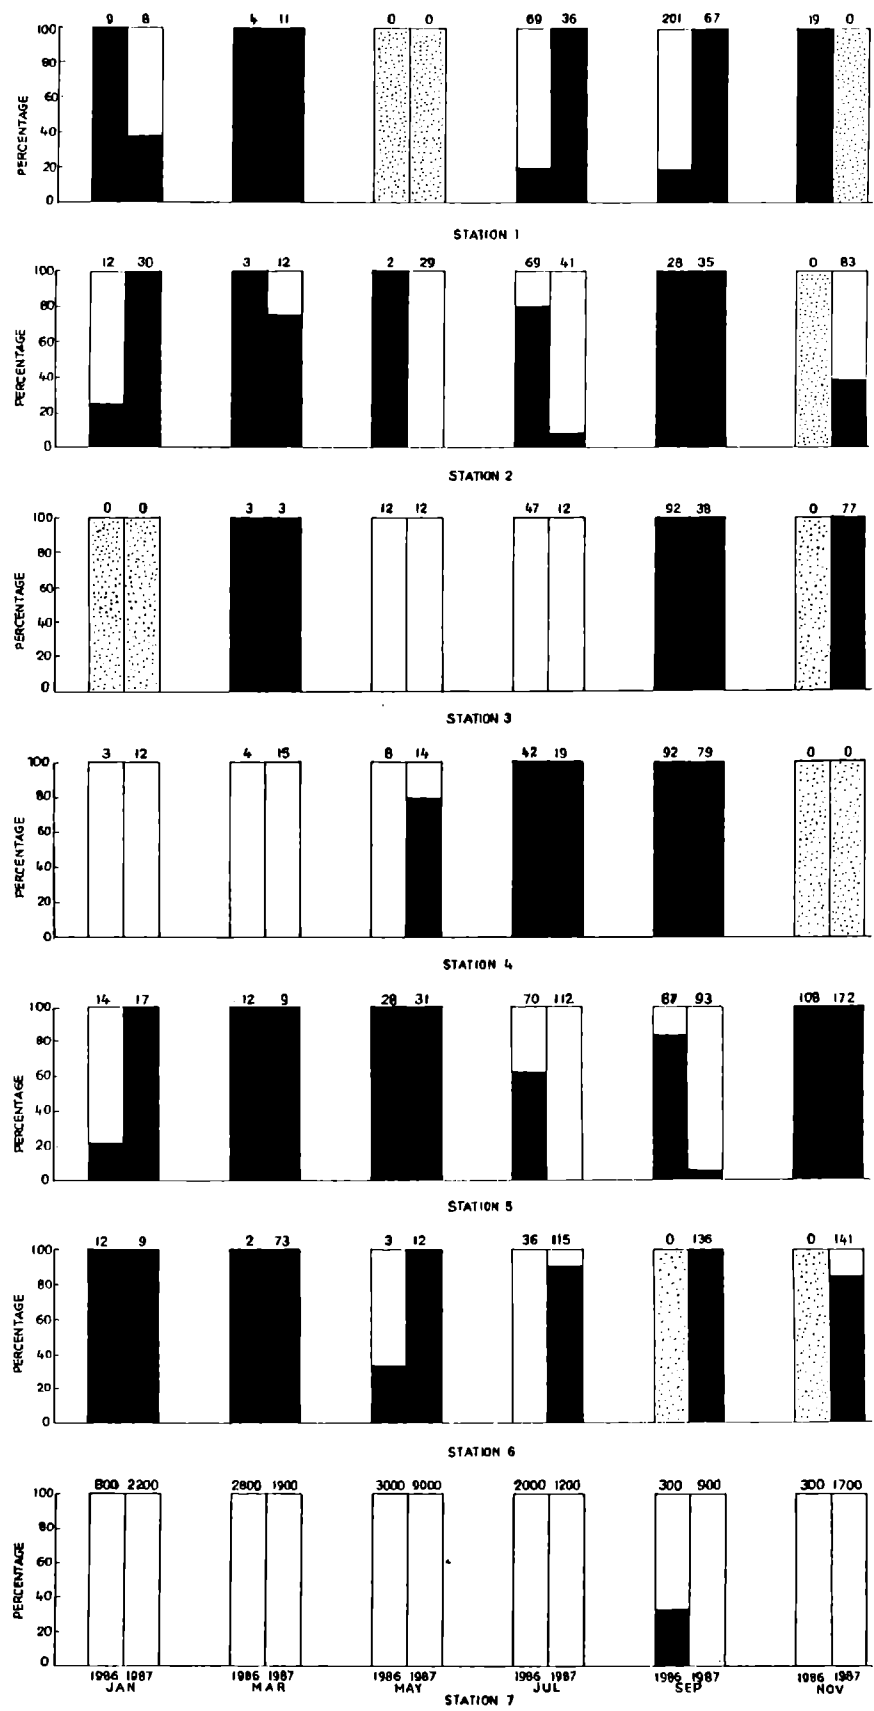 9 8 4 11 0 0 69 36 201 67 19 0
100
80
60
40
20
0
PERCENTAGE
STATION 1
12 30 3 12 2 29 69 41 28 35 0 83
100
80
60
40
20
0
PERCENTAGE
STATION 2
0 0 3 3 12 12 47 12 92 38 0 77
100
80
60
40
20
0
PERCENTAGE
STATION 3
3 12 4 15 8 14 42 19 92 79 0 0
100
80
60
40
20
0
PERCENTAGE
STATION 4
14 17 12 9 28 31 70 112 87 93 108 172
100
80
60
40
20
0
PERCENTAGE
STATION 5
12 9 2 73 3 12 36 115 0 136 0 141
100
80
60
40
20
0
PERCENTAGE
STATION 6
800 2200 2800 1900 3000 9000 2000 1200 300 900 300 1700
100
80
60
40
20
0
PERCENTAGE
1986 1987 1986 1987 1986 1987 1986 1987 1986 1987 1986 1987
JAN MAR MAY JUL SEP NOV
STATION 7